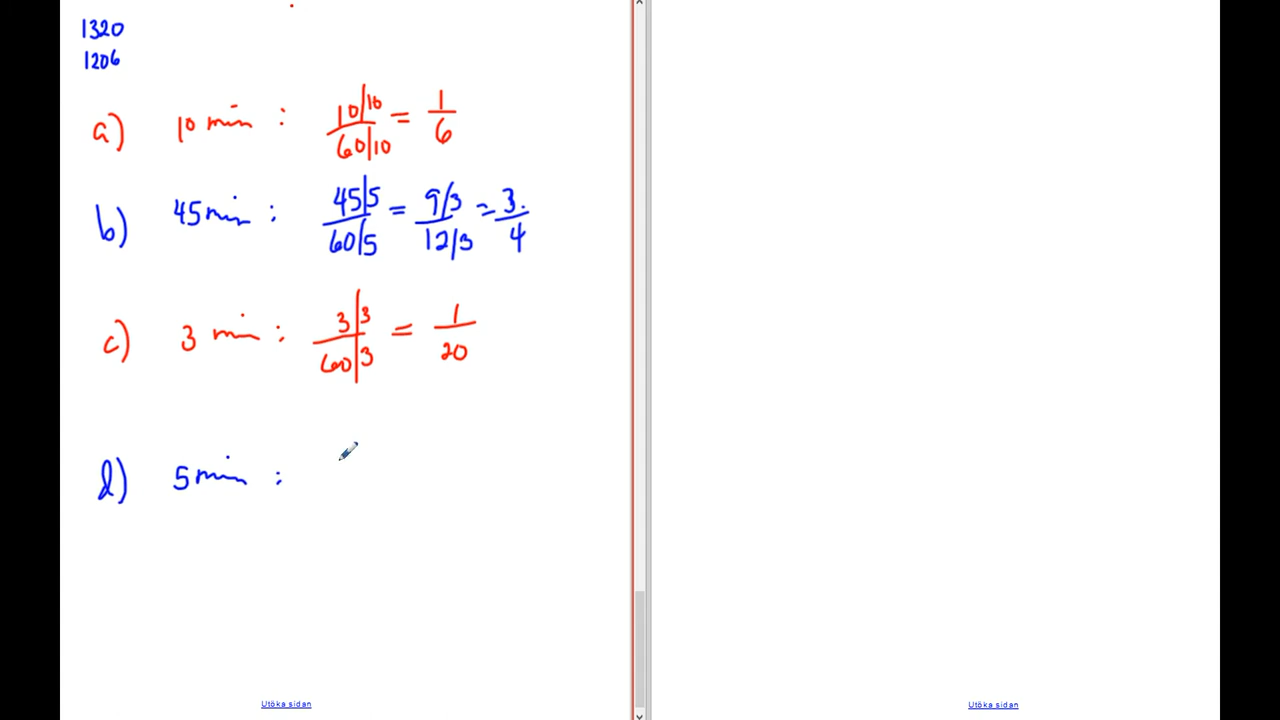 1320
1206
a) 10 min : 10/10 / 60/10 = 1/6
b) 45 min : 45/5 / 60/5 = 9/3 / 12/3 = 3/4
c) 3 min : 3/3 / 60/3 = 1/20
d) 5 min :
Utöka sidan
Utöka sidan